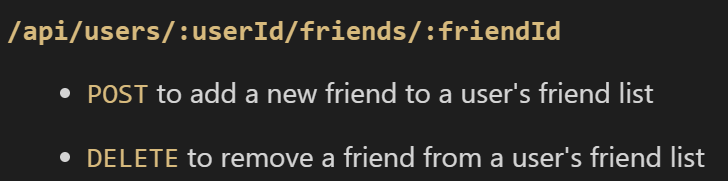 /api/users/:userId/friends/:friendId
• POST to add a new friend to a user's friend list
• DELETE to remove a friend from a user's friend list